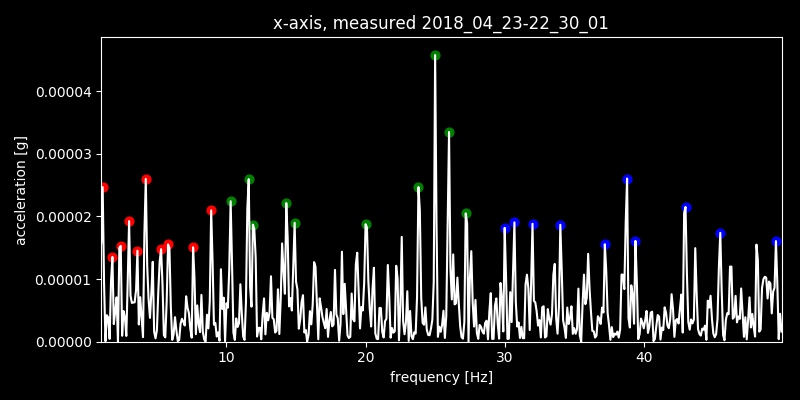 x-axis, measured 2018_04_23-22_30_01
acceleration [g]
0.00004
0.00003
0.00002
0.00001
0.00000
10 20 30 40
frequency [Hz]